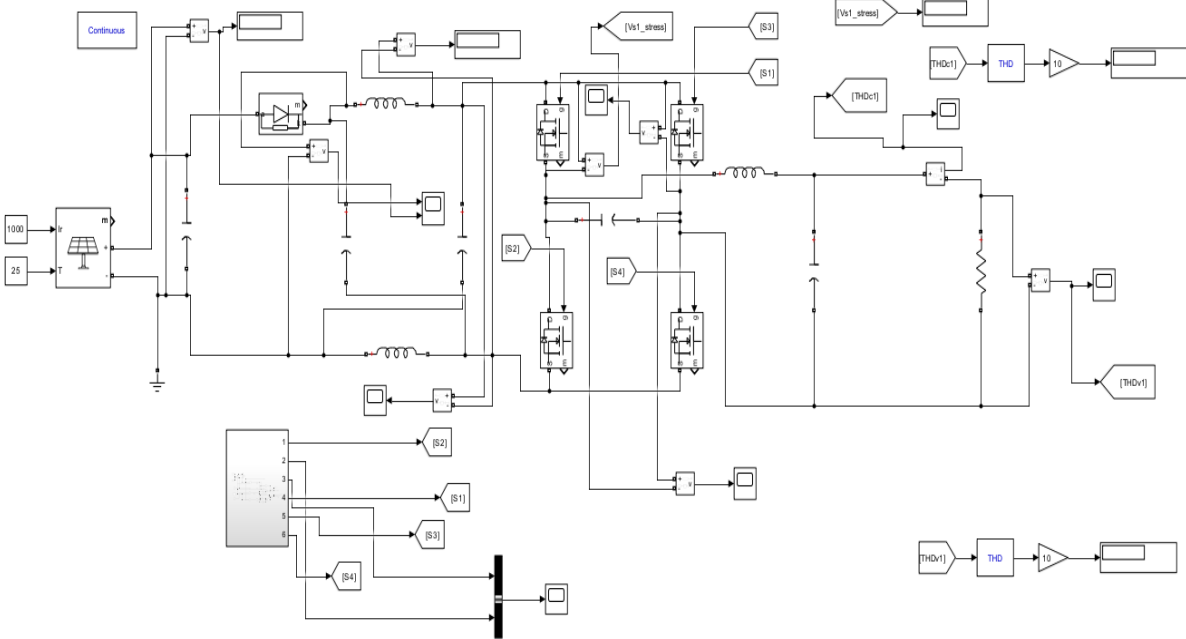 Continuous
[Vs1_stress]
[S3]
[S1]
[Vs1_stress]
[THDc1]
THD
10
[THDc1]
1000
Ir
m
+
-
25
T
[S2]
[S4]
[THDv1]
1
2
3
4
5
6
[S2]
[S1]
[S3]
[S4]
[THDv1]
THD
10